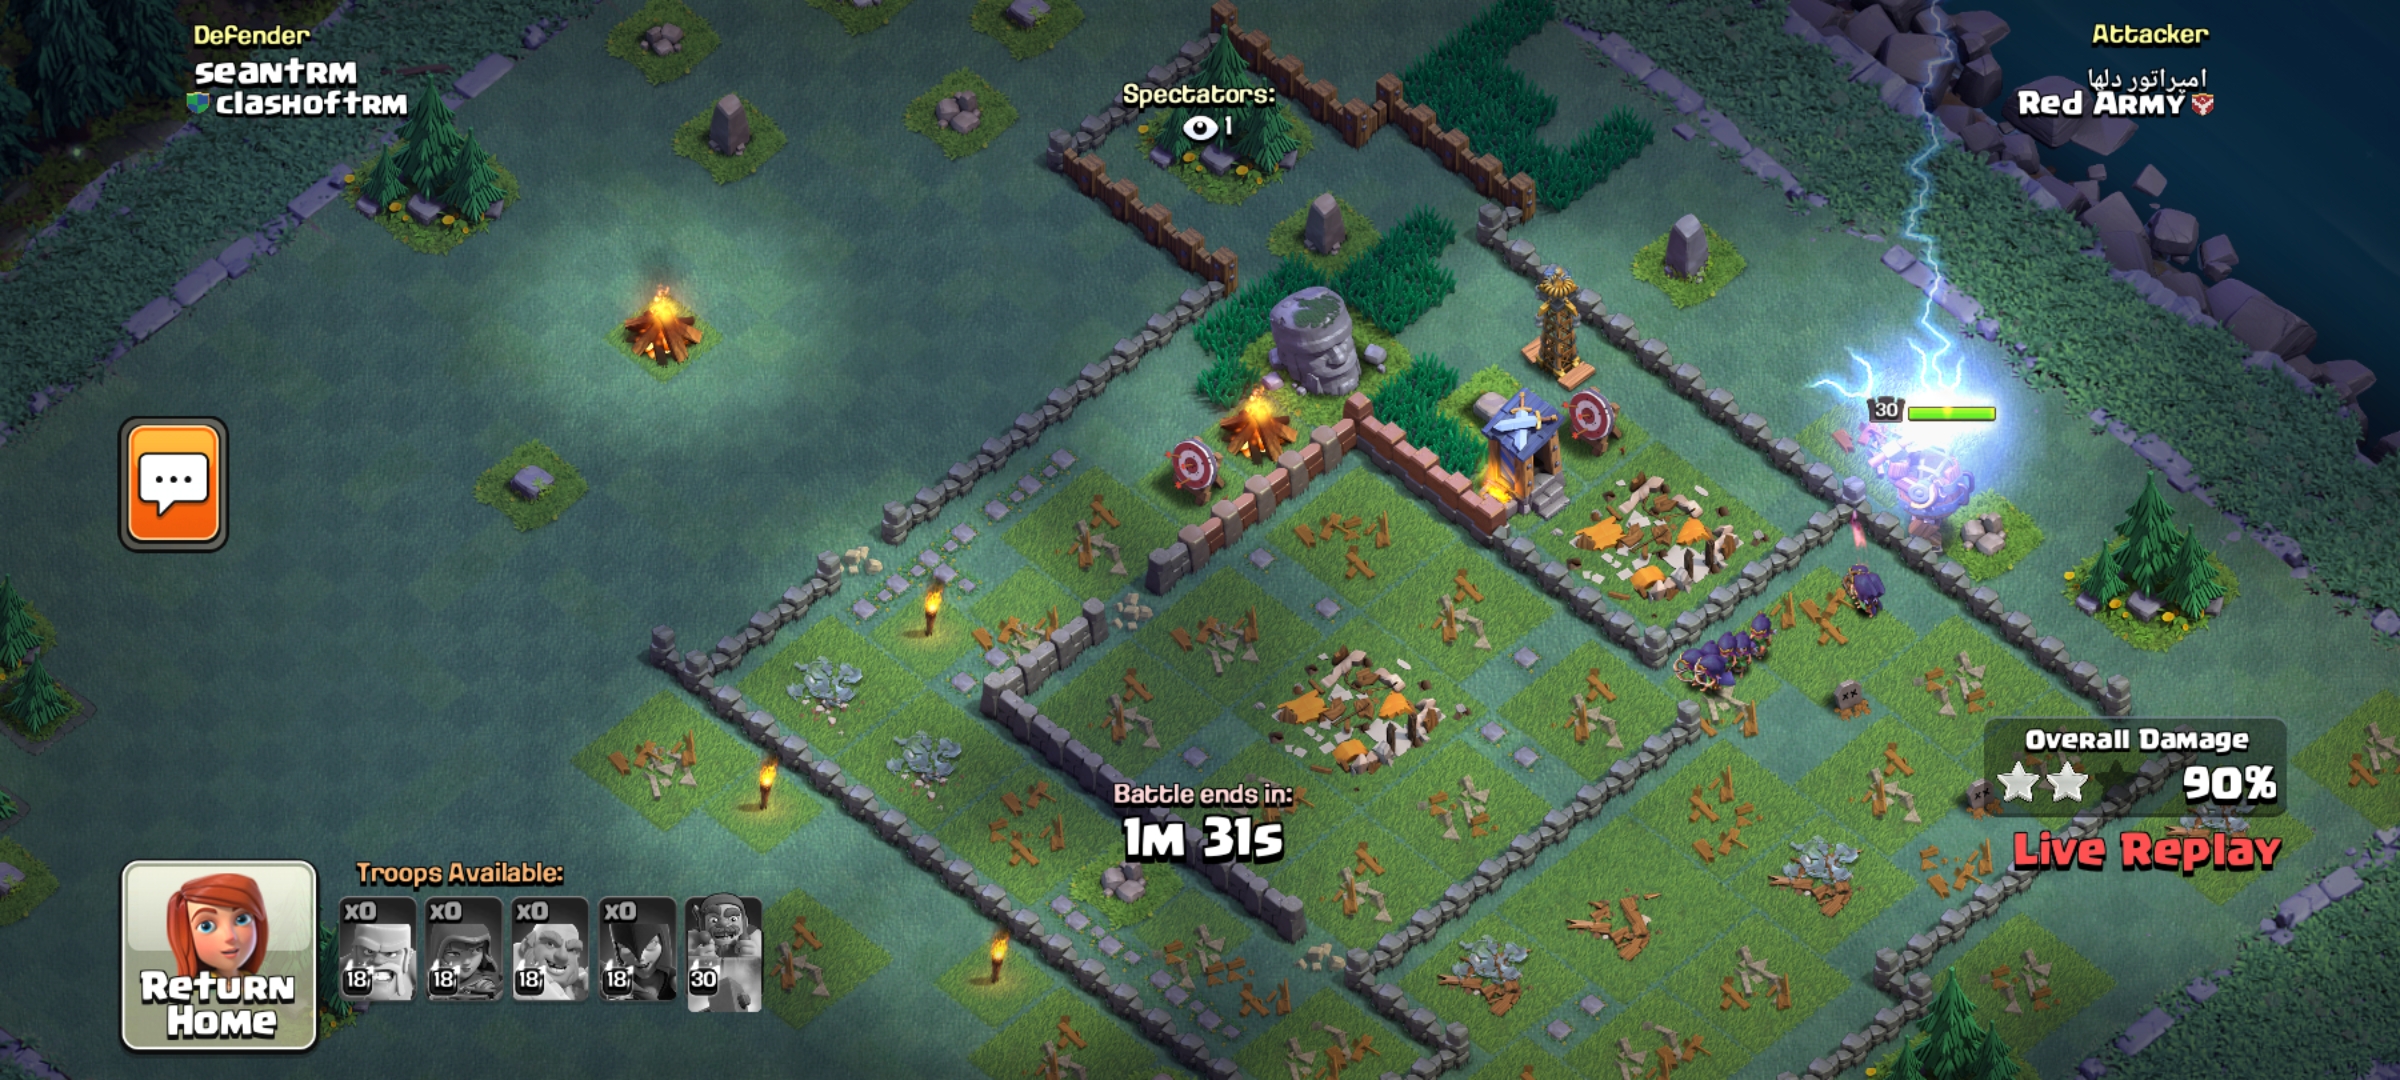 Defender
seantrm
clashoftrm
Spectators:
1
Attacker
امپراتور دلها
Red Army
30
Overall Damage
90%
Live Replay
Battle ends in:
1m 31s
Troops Available:
x0
x0
x0
x0
18
18
18
18
30
Return
Home